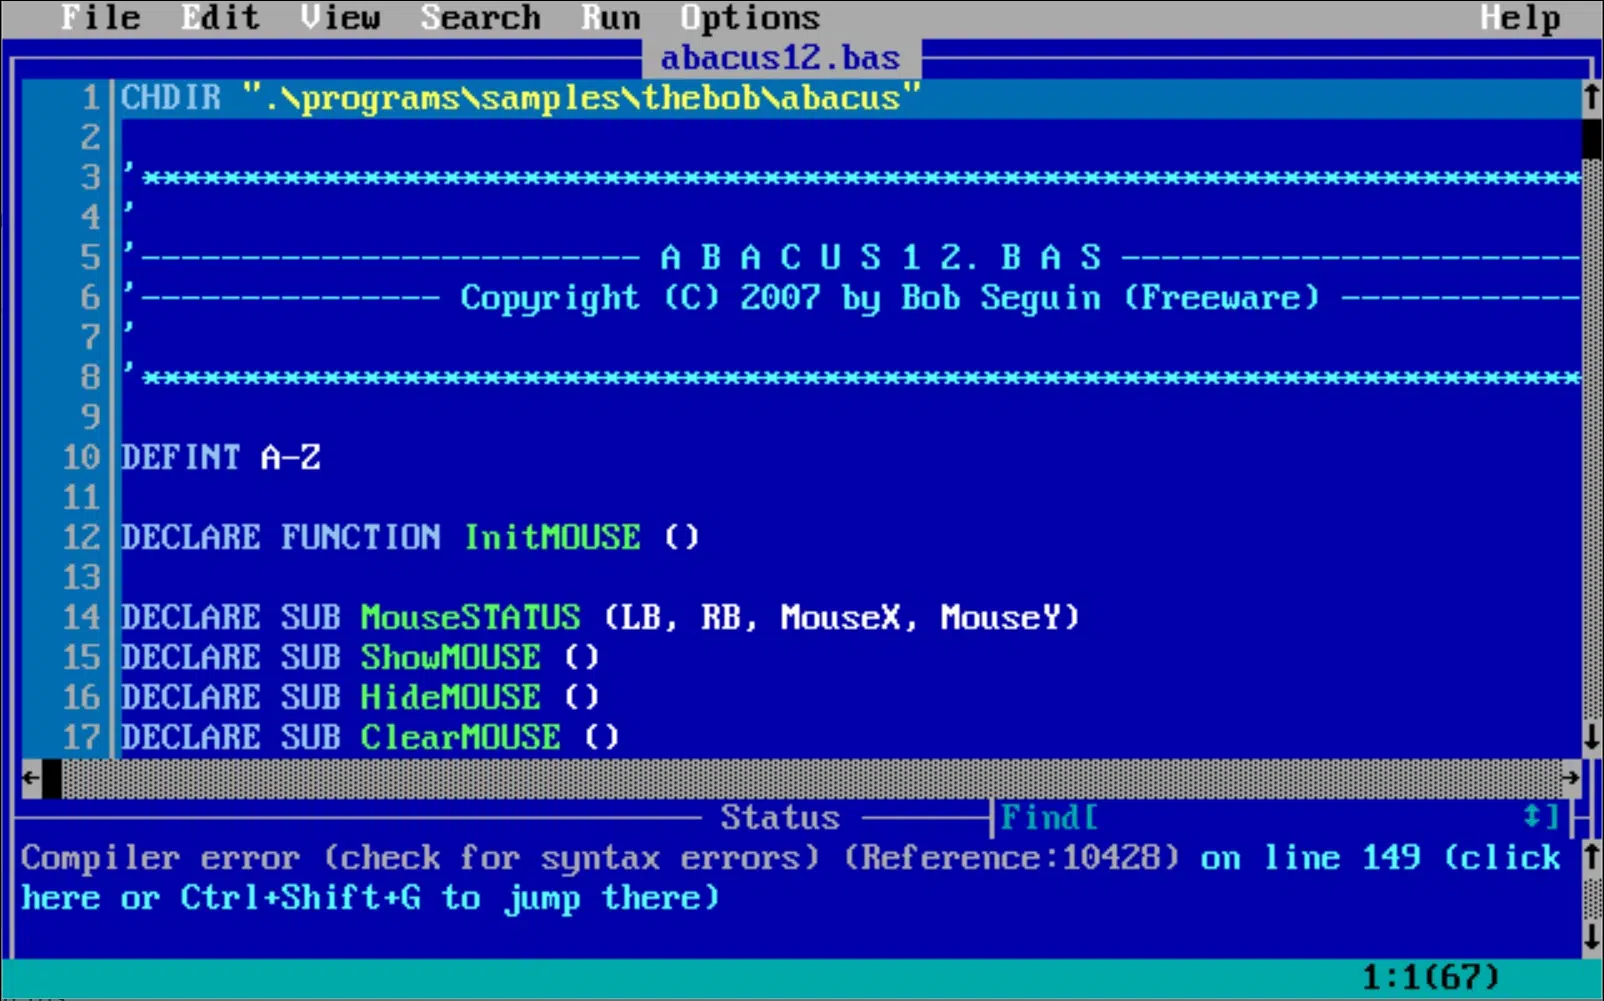 File Edit View Search Run Options Help
abacus12.bas
1 CHDIR ".\programs\samples\thebob\abacus"
2
3 '************************************************************************
4 '
5 '------------------------- A B A C U S 1 2. B A S -----------------------
6 '--------------- Copyright (C) 2007 by Bob Seguin (Freeware) ------------
7 '
8 '************************************************************************
9
10 DEFINT A-Z
11
12 DECLARE FUNCTION InitMOUSE ()
13
14 DECLARE SUB MouseSTATUS (LB, RB, MouseX, MouseY)
15 DECLARE SUB ShowMOUSE ()
16 DECLARE SUB HideMOUSE ()
17 DECLARE SUB ClearMOUSE ()
Status Find[ ↕]
Compiler error (check for syntax errors) (Reference:10428) on line 149 (click
here or Ctrl+Shift+G to jump there)
1:1(67)